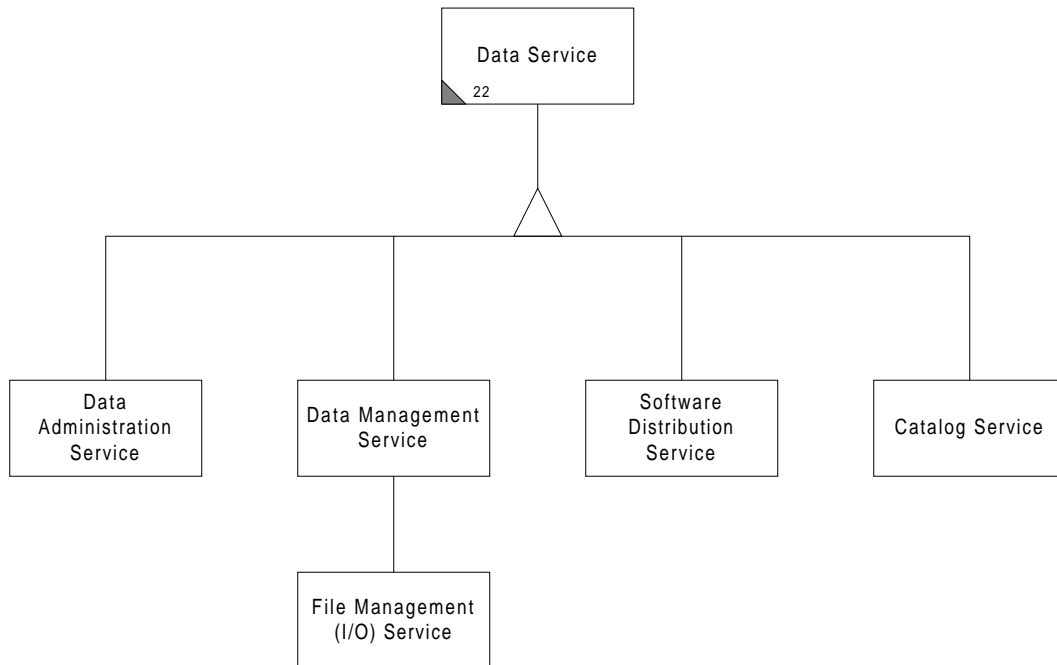 Data Service
22
Data
Administration
Service
Data Management
Service
Software
Distribution
Service
Catalog Service
File Management
(I/O) Service